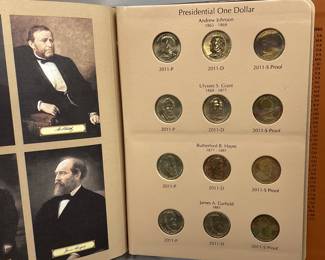 Presidential One Dollar
Andrew Johnson
1865 - 1869
2011-P 2011-D 2011-S Proof
Ulysses S. Grant
1869 - 1877
2011-P 2011-D 2011-S Proof
Rutherford B. Hayes
1877 - 1881
2011-P 2011-D 2011-S Proof
James A. Garfield
1881
2011-P 2011-D 2011-S Proof